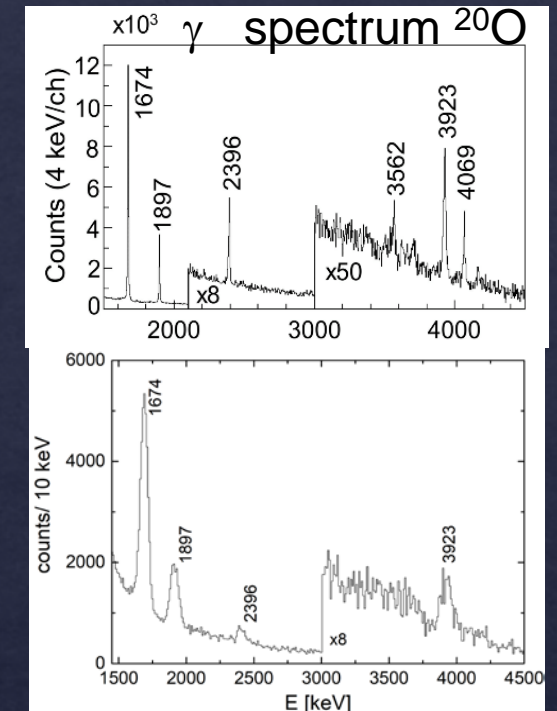 x10³ γ spectrum ²⁰O
Counts (4 keV/ch)
12
10
8
6
4
2
0
1674
1897
2396
3562
3923
4069
x8
x50
2000 3000 4000
counts/ 10 keV
6000
4000
2000
0
1674
1897
2396
3923
x8
1500 2000 2500 3000 3500 4000 4500
E [keV]